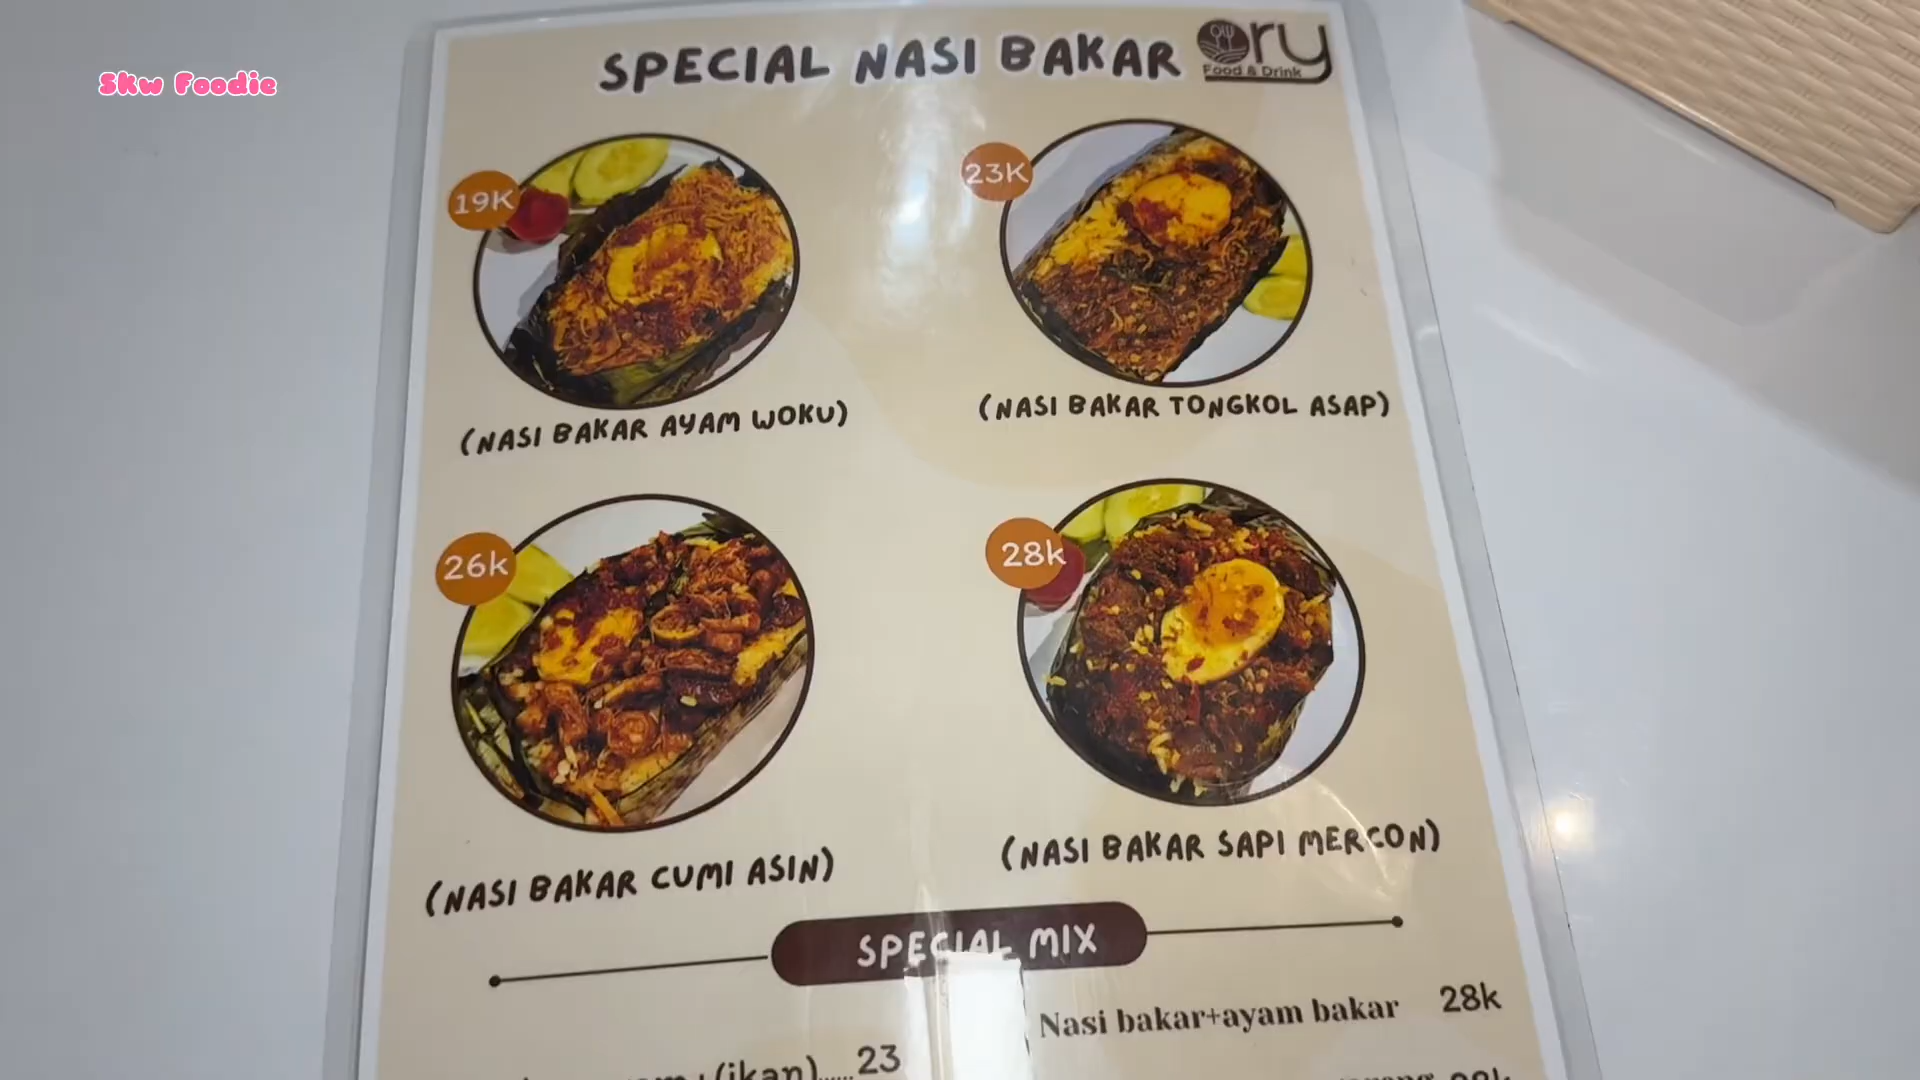 Skw Foodie
SPECIAL NASI BAKAR
Ory
Food & Drink
19K
23K
(NASI BAKAR AYAM WOKU)
(NASI BAKAR TONGKOL ASAP)
26k
28k
(NASI BAKAR CUMI ASIN)
(NASI BAKAR SAPI MERCON)
SPECIAL MIX
Nasi bakar+ayam bakar 28k
(ikan)......23